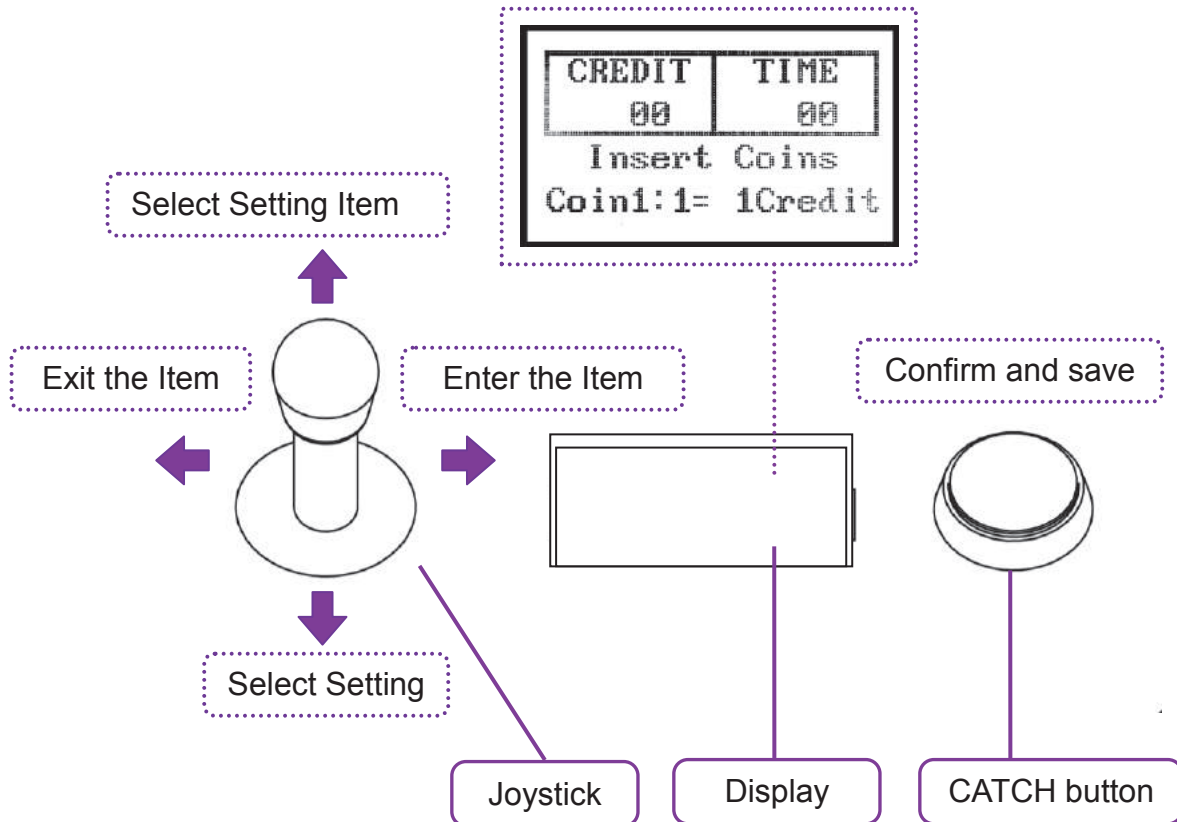 CREDIT TIME
00 00
Insert Coins
Coin1:1= 1Credit
Select Setting Item
Exit the Item
Enter the Item
Confirm and save
Select Setting
Joystick
Display
CATCH button